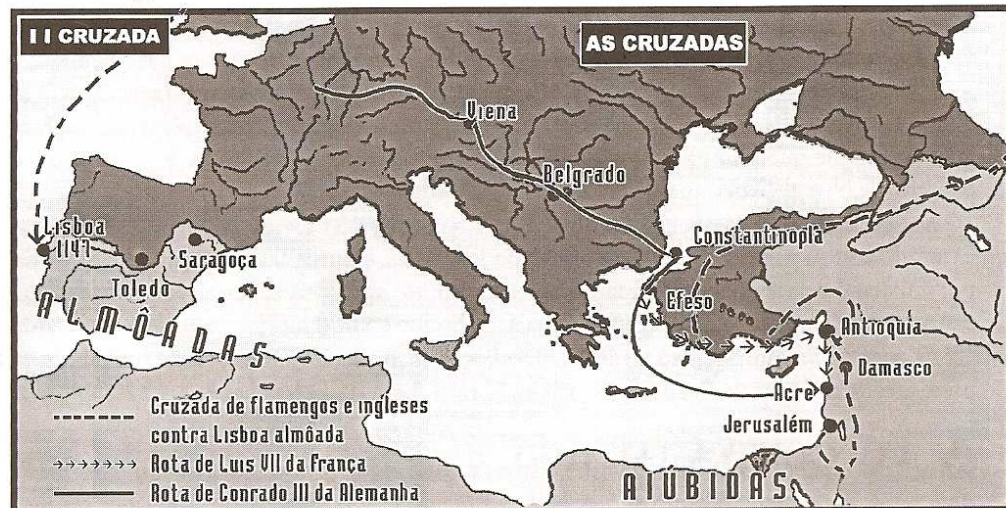 II CRUZADA
AS CRUZADAS
Viena
Belgrado
Constantinopla
Lisboa
1147
Saragoça
Toledo
Efeso
Antioquia
Damasco
ALMÔADAS
Acre
Jerusalém
AIÚBIDAS
Cruzada de flamengos e ingleses
contra Lisboa almôada
Rota de Luis VII da França
Rota de Conrado III da Alemanha